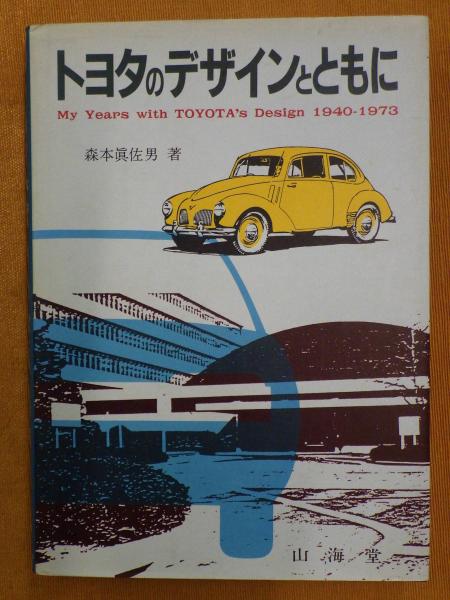 トヨタのデザインとともに
My Years with TOYOTA's Design 1940-1973
森本眞佐男 著
山海堂